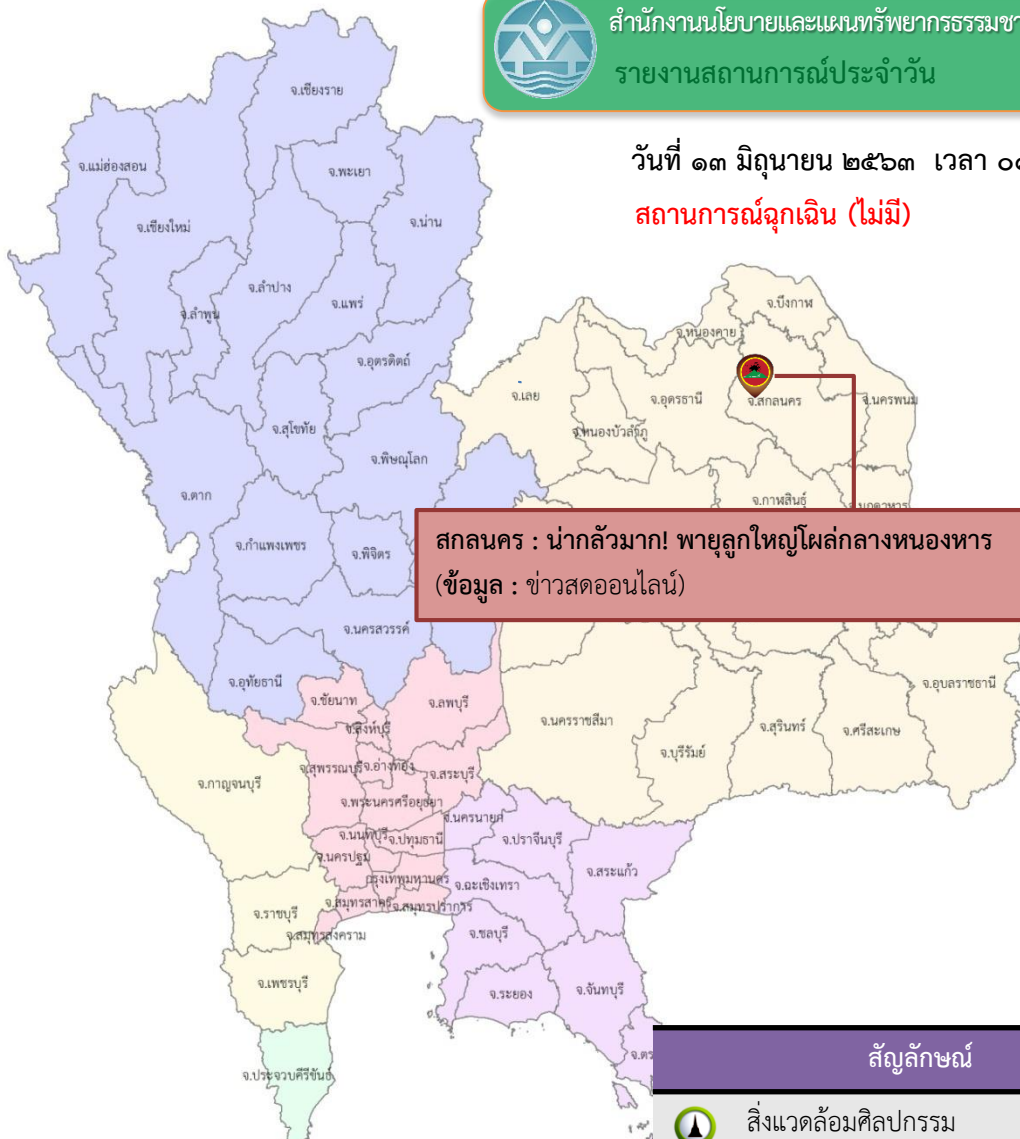 สำนักงานนโยบายและแผนทรัพยากรธรรมชา
รายงานสถานการณ์ประจำวัน
วันที่ ๑๓ มิถุนายน ๒๕๖๓ เวลา
สถานการณ์ฉุกเฉิน (ไม่มี)
จ.เชียงราย
จ.แม่ฮ่องสอน
จ.พะเยา
จ.เชียงใหม่
จ.น่าน
จ.ลำปาง
จ.แพร่
จ.ลำพูน
จ.บึงกาฬ
จ.หนองคาย
จ.อุตรดิตถ์
จ.เลย
จ.อุดรธานี
จ.สกลนคร
จ.นครพนม
จ.สุโขทัย
จ.หนองบัวลำภู
จ.พิษณุโลก
จ.ตาก
จ.กาฬสินธุ์
จ.มุกดาหาร
จ.กำแพงเพชร
จ.พิจิตร
สกลนคร : น่ากลัวมาก! พายุลูกใหญ่โผล่กลางหนองหาร
(ข้อมูล : ข่าวสดออนไลน์)
จ.นครสวรรค์
จ.อุทัยธานี
จ.ชัยนาท
จ.ลพบุรี
จ.อุบลราชธานี
จ.สิงห์บุรี
จ.นครราชสีมา
จ.สุรินทร์
จ.ศรีสะเกษ
จ.บุรีรัมย์
จ.สุพรรณบุรี
จ.อ่างทอง
จ.สระบุรี
จ.กาญจนบุรี
จ.พระนครศรีอยุธยา
จ.นครนายก
จ.นนทบุรี
จ.ปทุมธานี
จ.ปราจีนบุรี
จ.นครปฐม
จ.สระแก้ว
กรุงเทพมหานคร
จ.ฉะเชิงเทรา
จ.สมุทรสาคร
จ.สมุทรปราการ
จ.ราชบุรี
จ.สมุทรสงคราม
จ.ชลบุรี
จ.เพชรบุรี
จ.ระยอง
จ.จันทบุรี
จ.ประจวบคีรีขันธ์
สัญลักษณ์
สิ่งแวดล้อมศิลปกรรม